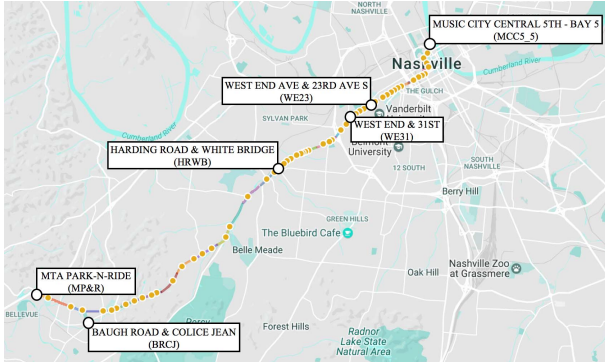 NORTH
NASHVILLE
MUSIC CITY CENTRAL 5TH - BAY 5
(MCC5_5)
Nashville
Cumberland River
WEST END AVE & 23RD AVE S
(WE23)
THE GULCH
Vanderbilt
SYLVAN PARK
WEST END & 31ST
(WE31)
Cumberland River
HARDING ROAD & WHITE BRIDGE
(HRWB)
University
12 SOUTH
SOUTH
NASHVILLE
Berry Hill
GREEN HILLS
The Bluebird Cafe
Belle Meade
Nashville Zoo
at Grassmere
Oak Hill
MTA PARK-N-RIDE
(MP&R)
BELLEVUE
BAUGH ROAD & COLICE JEAN
(BRCJ)
Forest Hills
Radnor
Lake State
Natural Area